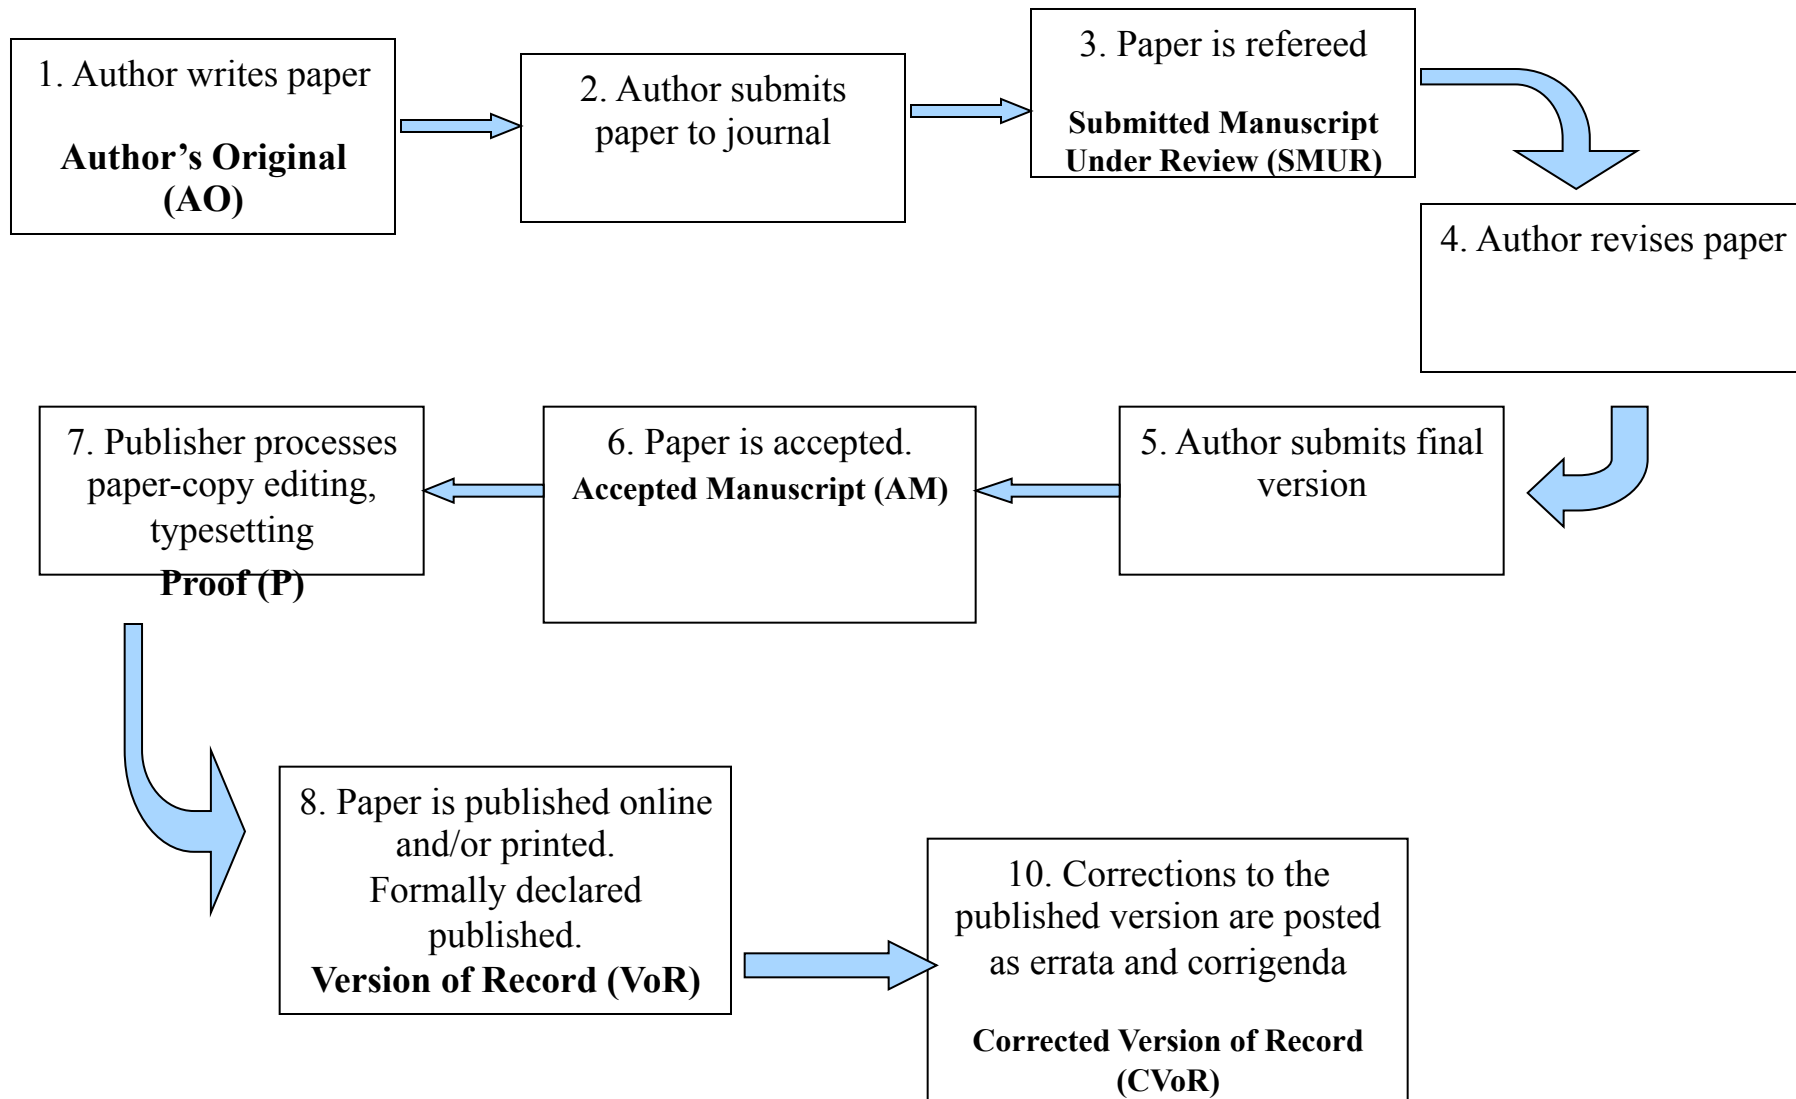 1. Author writes paper
Author’s Original
(AO)
2. Author submits
paper to journal
3. Paper is refereed
Submitted Manuscript
Under Review (SMUR)
4. Author revises paper
5. Author submits final
version
6. Paper is accepted.
Accepted Manuscript (AM)
7. Publisher processes
paper-copy editing,
typesetting
Proof (P)
8. Paper is published online
and/or printed.
Formally declared
published.
Version of Record (VoR)
10. Corrections to the
published version are posted
as errata and corrigenda
Corrected Version of Record
(CVoR)